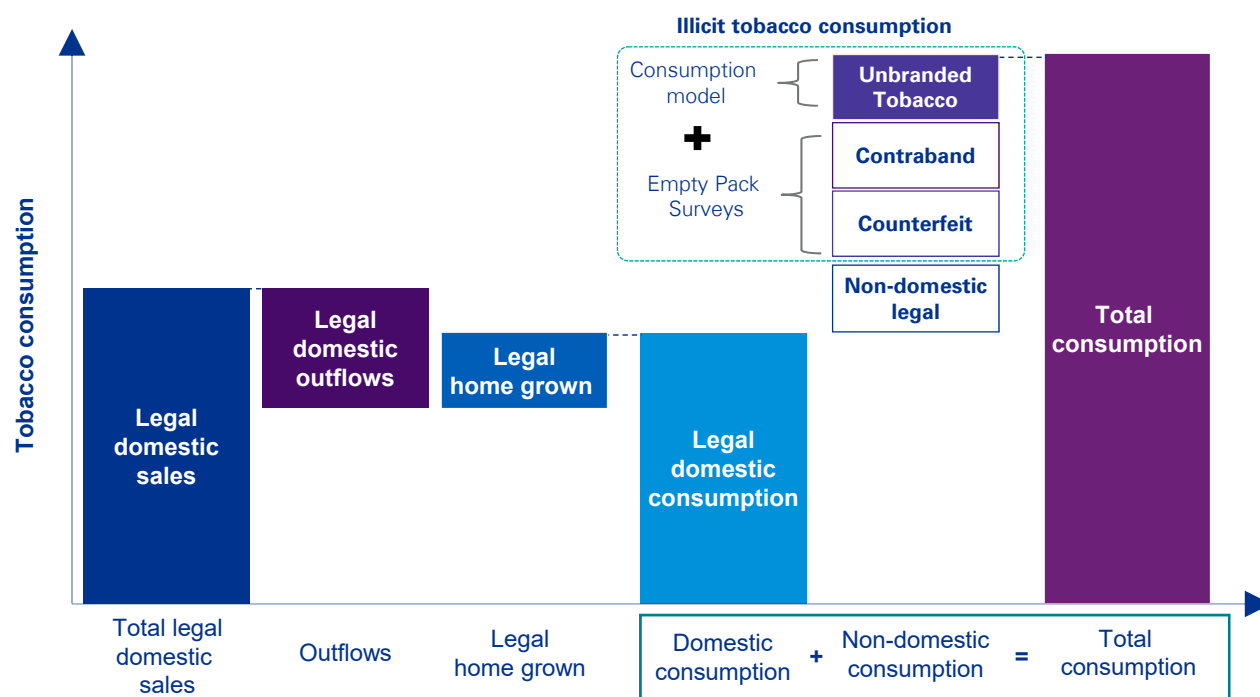 Illicit tobacco consumption
Consumption
model
+
Empty Pack
Surveys
Unbranded
Tobacco
Contraband
Counterfeit
Non-domestic
legal
Tobacco consumption
Legal
domestic
sales
Legal
domestic
outflows
Legal
home grown
Legal
domestic
consumption
Total
consumption
Total legal
domestic
sales
Outflows
Legal
home grown
Domestic
consumption
+
Non-domestic
consumption
=
Total
consumption